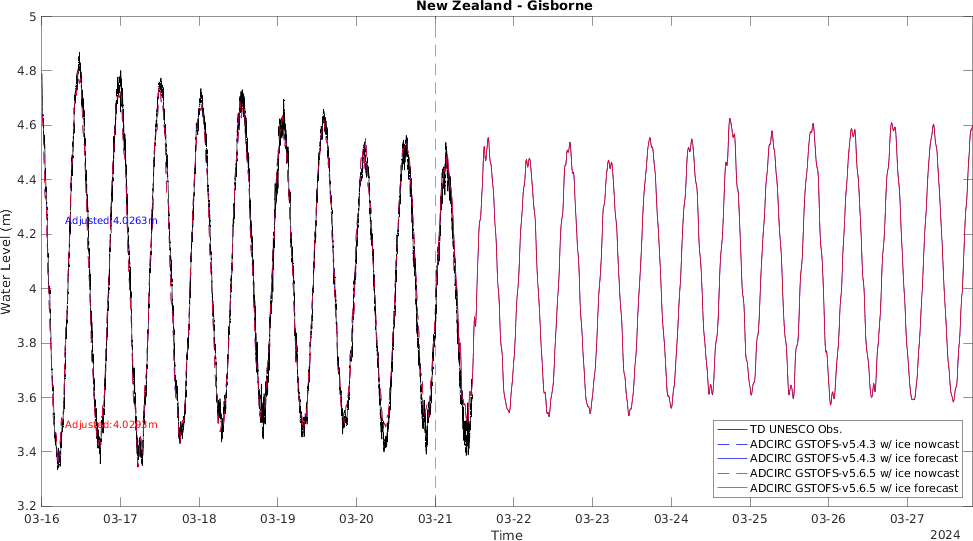 New Zealand - Gisborne
5
4.8
4.6
4.4
4.2
4
3.8
3.6
3.4
3.2
Water Level (m)
Adjusted:4.0263m
Adjusted:4.0293m
TD UNESCO Obs.
ADCIRC GSTOFS-v5.4.3 w/ ice nowcast
ADCIRC GSTOFS-v5.4.3 w/ ice forecast
ADCIRC GSTOFS-v5.6.5 w/ ice nowcast
ADCIRC GSTOFS-v5.6.5 w/ ice forecast
03-16 03-17 03-18 03-19 03-20 03-21 03-22 03-23 03-24 03-25 03-26 03-27
Time
2024